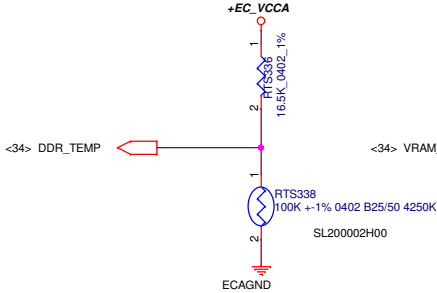 +EC_VCCA
1
RTS336
16.5K_0402_1%
2
<34> DDR_TEMP
<34> VRAM_
1
RTS338
100K +-1% 0402 B25/50 4250K
2
SL200002H00
ECAGND